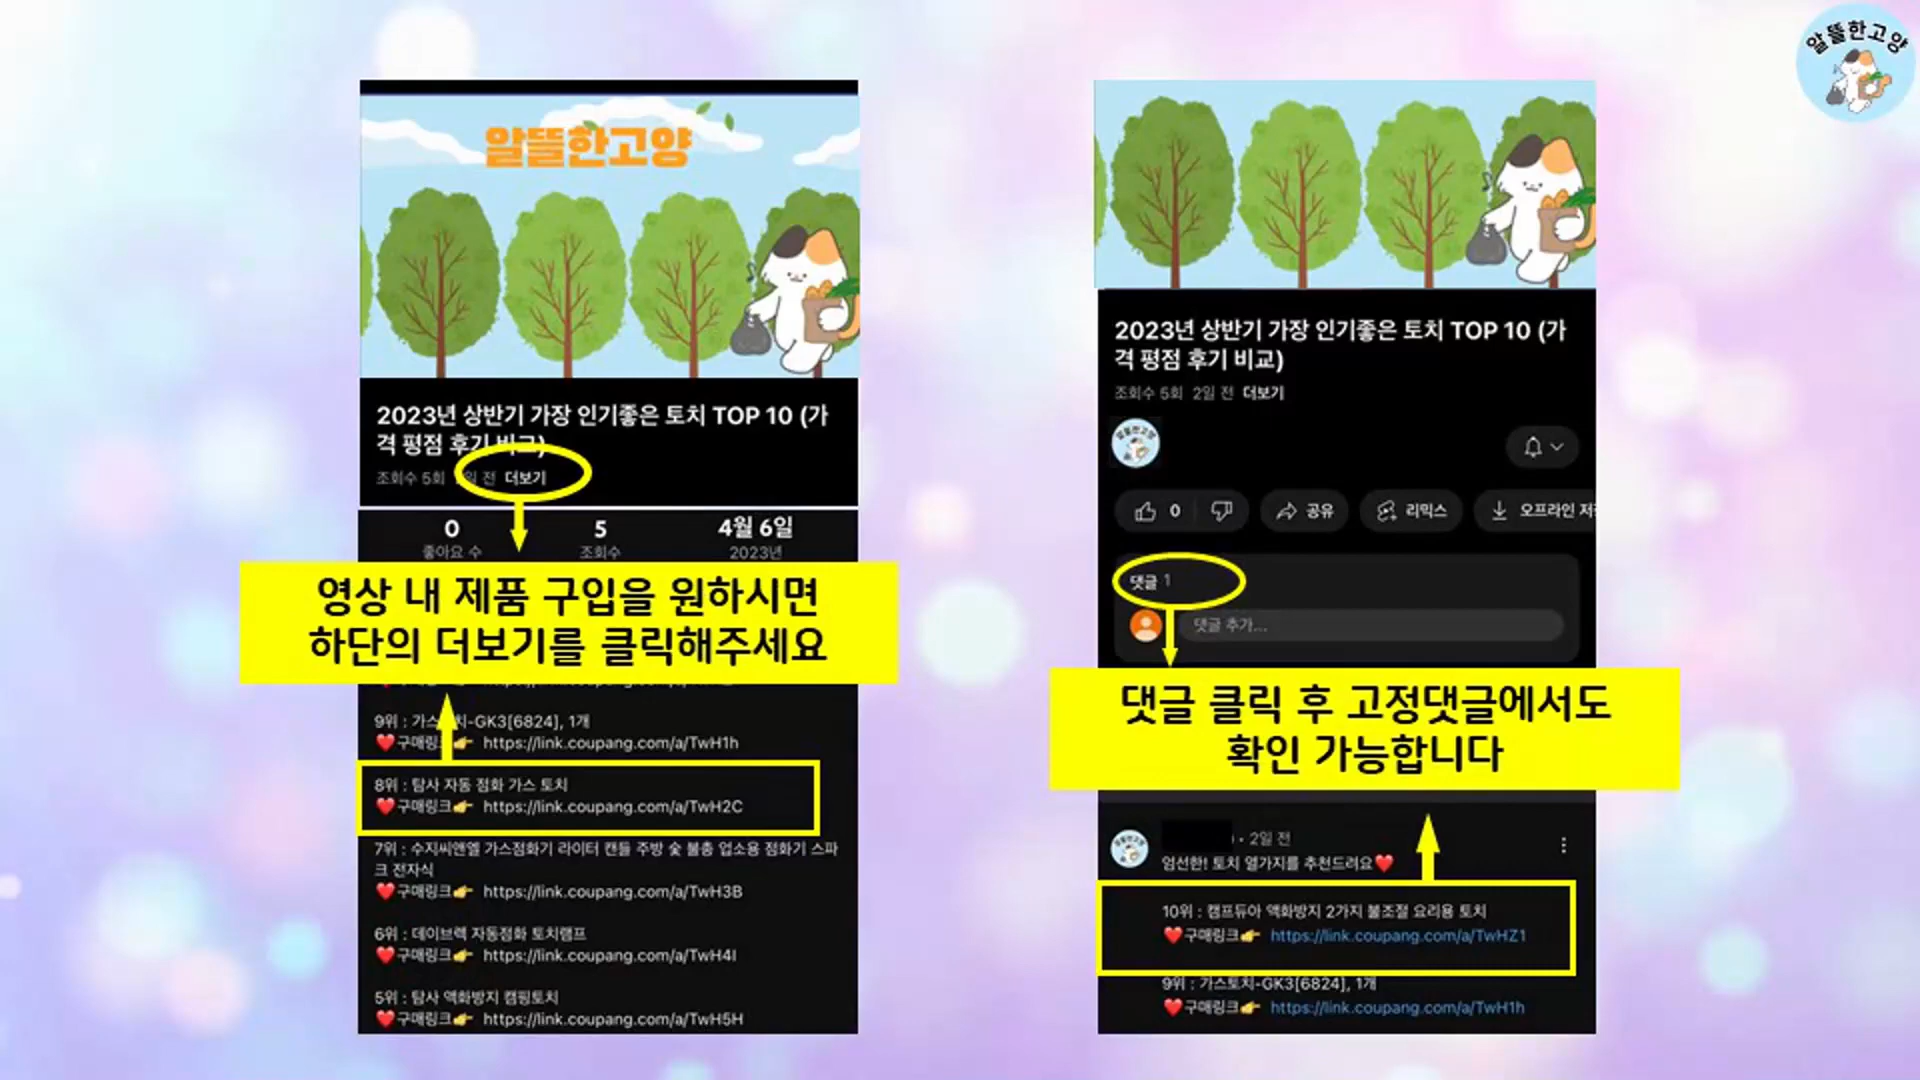 알뜰한고양
알뜰한고양
2023년 상반기 가장 인기좋은 토치 TOP 10 (가
격 평점 후기 비교)
조회수 5회 일 전 더보기
0 5 4월 6일
좋아요 수 조회수 2023년
영상 내 제품 구입을 원하시면
하단의 더보기를 클릭해주세요
9위 : 가스토치-GK3[6824], 1개
❤️구매링크👉 https://link.coupang.com/a/TwH1h
8위 : 탐사 자동 점화 가스 토치
❤️구매링크👉 https://link.coupang.com/a/TwH2C
7위 : 수지씨앤엘 가스점화기 라이터 캔들 주방 숯 불총 업소용 점화기 스파
크 전자식
❤️구매링크👉 https://link.coupang.com/a/TwH3B
6위 : 데이브렉 자동점화 토치램프
❤️구매링크👉 https://link.coupang.com/a/TwH4I
5위 : 탐사 액화방지 캠핑토치
❤️구매링크👉 https://link.coupang.com/a/TwH5H
2023년 상반기 가장 인기좋은 토치 TOP 10 (가
격 평점 후기 비교)
조회수 5회 2일 전 더보기
알뜰한고양
0 공유 리믹스 오프라인 저
댓글 1
댓글 추가...
댓글 클릭 후 고정댓글에서도
확인 가능합니다
알뜰한고양
• 2일 전
엄선한! 토치 열가지를 추천드려요❤️
10위 : 캠프듀아 액화방지 2가지 불조절 요리용 토치
❤️구매링크👉 https://link.coupang.com/a/TwHZ1
9위 : 가스토치-GK3[6824], 1개
❤️구매링크👉 https://link.coupang.com/a/TwH1h